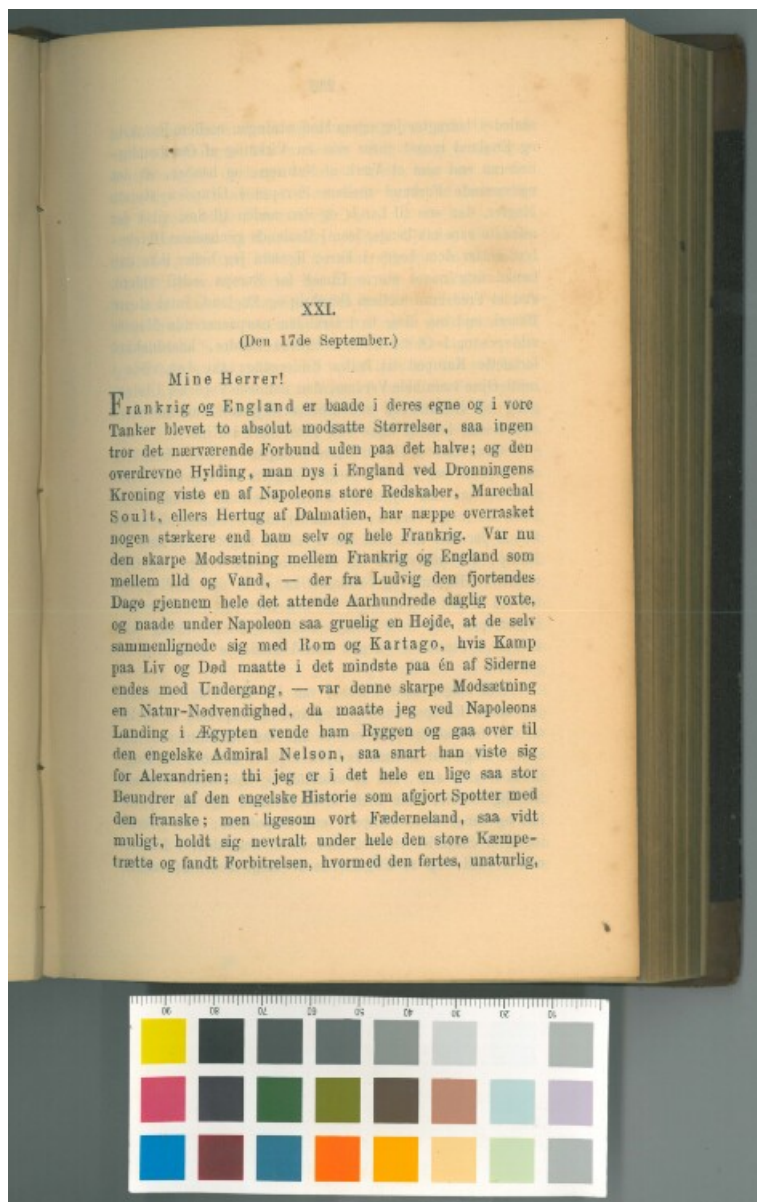 XXI.
(Den 17de September.)
Mine Herrer!
Frankrig og England er baade i deres egne og i vore
Tanker blevet to absolut modsatte Størrelser, saa ingen
tror det nærværende Forbund uden paa det halve; og den
overdrevne Hylding, man nys i England ved Dronningens
Kroning viste en af Napoleons store Redskaber, Marechal
Soult, ellers Hertug af Dalmatien, har næppe overrasket
nogen stærkere end ham selv og hele Frankrig. Var nu
den skarpe Modsætning mellem Frankrig og England som
mellem Ild og Vand, — der fra Ludvig den fjortendes
Dage gjennem hele det attende Aarhundrede daglig voxte,
og naade under Napoleon saa gruelig en Højde, at de selv
sammenlignede sig med Rom og Kartago, hvis Kamp
paa Liv og Død maatte i det mindste paa én af Siderne
endes med Undergang, — var denne skarpe Modsætning
en Natur-Nødvendighed, da maatte jeg ved Napoleons
Landing i Ægypten vende ham Ryggen og gaa over til
den engelske Admiral Nelson, saa snart han viste sig
for Alexandrien; thi jeg er i det hele en lige saa stor
Beundrer af den engelske Historie som afgjort Spotter med
den franske; men ligesom vort Fæderneland, saa vidt
muligt, holdt sig nevtralt under hele den store Kæmpe-
trætte og fandt Forbitrelsen, hvormed den førtes, unaturlig,
90 80 70 60 50 40 30 20 10